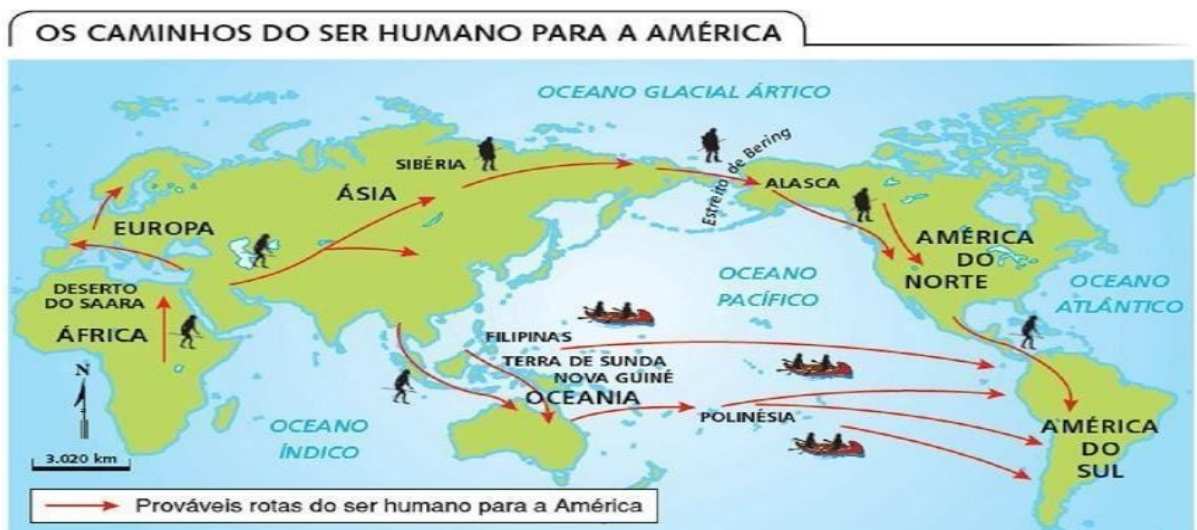 OS CAMINHOS DO SER HUMANO PARA A AMÉRICA
OCEANO GLACIAL ÁRTICO
SIBÉRIA
Estreito de Bering
ALASCA
ÁSIA
EUROPA
AMÉRICA
DO
NORTE
DESERTO
DO SAARA
OCEANO
PACÍFICO
OCEANO
ATLÂNTICO
ÁFRICA
FILIPINAS
TERRA DE SUNDA
NOVA GUINÉ
OCEANIA
N
POLINÉSIA
OCEANO
ÍNDICO
AMÉRICA
DO
SUL
3.020 km
Prováveis rotas do ser humano para a América